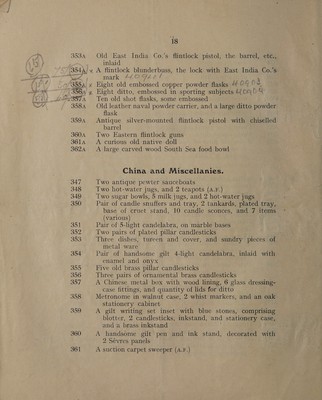 18
353A Old East India Co.'s flintlock pistol, the barrel, etc.,
inlaid
354A A flintlock blunderbuss, the lock with East India Co.'s
mark
355A Eight old embossed copper powder flasks
356A Eight ditto, embossed in sporting subjects
357A Ten old shot flasks, some embossed
358A Old leather naval powder carrier, and a large ditto powder
flask
359A Antique silver-mounted flintlock pistol with chiselled
barrel
360A Two Eastern flintlock guns
361A A curious old native doll
362A A large carved wood South Sea food bowl
China and Miscellanies.
347 Two antique pewter sauceboats
348 Two hot-water jugs, and 2 teapots (A.F.)
349 Two sugar bowls, 5 milk jugs, and 2 hot-water jugs
350 Pair of candle snuffers and tray, 2 tankards, plated tray,
base of cruet stand, 10 candle sconces, and 7 items
(various)
351 Pair of 5-light candelabra, on marble bases
352 Two pairs of plated pillar candlesticks
353 Three dishes, tureen and cover, and sundry pieces of
metal ware
354 Pair of handsome gilt 4-light candelabra, inlaid with
enamel and onyx
355 Five old brass pillar candlesticks
356 Three pairs of ornamental brass candlesticks
357 A Chinese metal box with wood lining, 6 glass dressing-
case fittings, and quantity of lids for ditto
358 Metronome in walnut case, 2 whist markers, and an oak
stationery cabinet
359 A gilt writing set inset with blue stones, comprising
blotter, 2 candlesticks, inkstand, and stationery case,
and a brass inkstand
360 A handsome gilt pen and ink stand, decorated with
2 Sèvres panels
361 A suction carpet sweeper (A.F.)